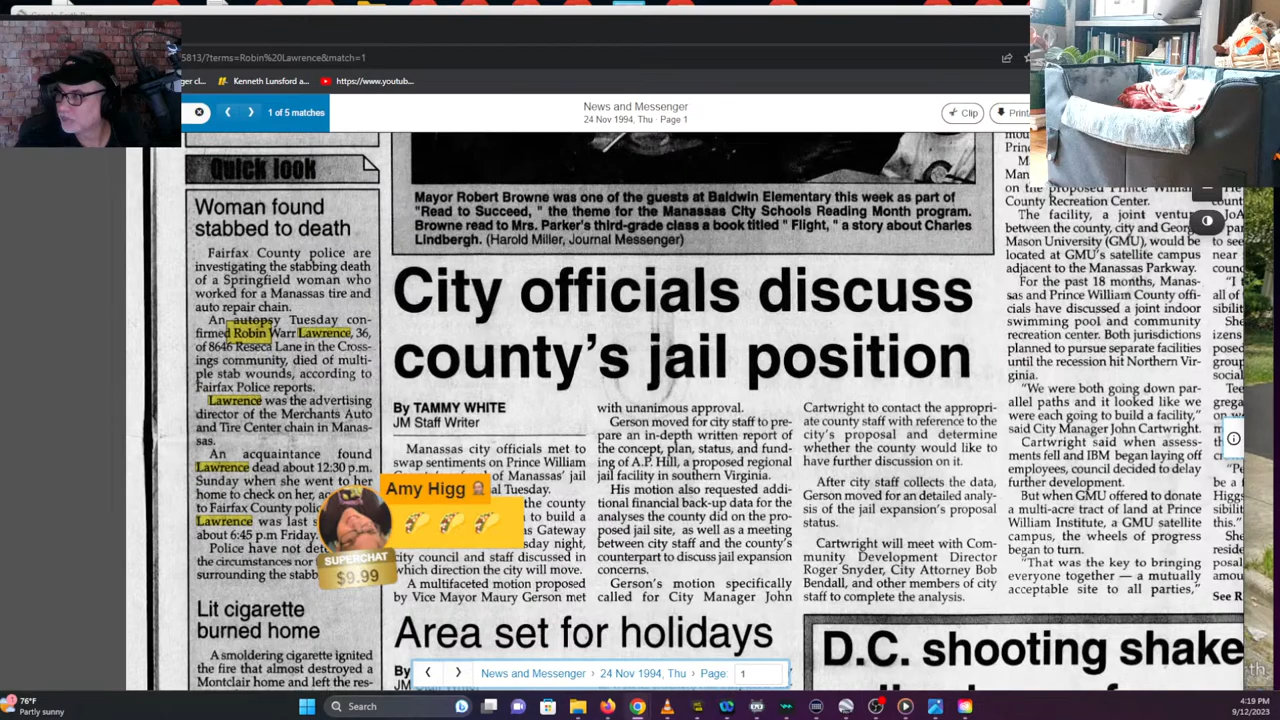 5813/?terms=Robin%20Lawrence&match=1
ger cl...
Kenneth Lunsford a...
https://www.youtub...
1 of 5 matches
News and Messenger
24 Nov 1994, Thu · Page 1
Clip
Print
Quick look
Woman found
stabbed to death
Fairfax County police are
investigating the stabbing death
of a Springfield woman who
worked for a Manassas tire and
auto repair chain.
An autopsy Tuesday con-
firmed Robin Warr Lawrence, 36,
of 8646 Reseca Lane in the Cross-
ings community, died of multi-
ple stab wounds, according to
Fairfax Police reports.
Lawrence was the advertising
director of the Merchants Auto
and Tire Center chain in Manas-
sas.
An acquaintance found
Lawrence dead about 12:30 p.m.
Sunday when she went to her
home to check on her, ac
to Fairfax County polic
Lawrence was last s
about 6:45 p.m Friday.
Police have not de
the circumstances
surrounding the stabb
Lit cigarette
burned home
A smoldering cigarette ignited
the fire that almost destroyed a
Montclair home and left the res-
Mayor Robert Browne was one of the guests at Baldwin Elementary this week as part of
"Read to Succeed, " the theme for the Manassas City Schools Reading Month program.
Browne read to Mrs. Parker's third-grade class a book titled " Flight, " a story about Charles
Lindbergh. (Harold Miller, Journal Messenger)
City officials discuss
county's jail position
By TAMMY WHITE
JM Staff Writer
Manassas city officials met to
swap sentiments on Prince William
of Manassas' jail
al Tuesday.
the county
to build a
s Gateway
sday night,
city council and staff discussed in
which direction the city will move.
A multifaceted motion proposed
by Vice Mayor Maury Gerson met
with unanimous approval.
Gerson moved for city staff to pre-
pare an in-depth written report of
the concept, plan, status, and fund-
ing of A.P. Hill, a proposed regional
jail facility in southern Virginia.
His motion also requested addi-
tional financial back-up data for the
analyses the county did on the pro-
posed jail site, as well as a meeting
between city staff and the county's
counterpart to discuss jail expansion
concerns.
Gerson's motion specifically
called for City Manager John
Cartwright to contact the appropri-
ate county staff with reference to the
city's proposal and determine
whether the county would like to
have further discussion on it.
After city staff collects the data,
Gerson moved for an detailed analy-
sis of the jail expansion's proposal
status.
Cartwright will meet with Com-
munity Development Director
Roger Snyder, City Attorney Bob
Bendall, and other members of city
staff to complete the analysis.
on the proposed Prince William
County Recreation Center.
The facility, a joint venture
between the county, city and George
Mason University (GMU), would be
located at GMU's satellite campus
adjacent to the Manassas Parkway.
For the past 18 months, Manas-
sas and Prince William County offi-
cials have discussed a joint indoor
swimming pool and community
recreation center. Both jurisdictions
planned to pursue separate facilities
until the recession hit Northern Vir-
ginia.
"We were both going down par-
allel paths and it looked like we
were each going to build a facility,"
said City Manager John Cartwright.
Cartwright said when assess-
ments fell and IBM began laying off
employees, council decided to delay
further development.
But when GMU offered to donate
a multi-acre tract of land at Prince
William Institute, a GMU satellite
campus, the wheels of progress
began to turn.
"That was the key to bringing
everyone together — a mutually
acceptable site to all parties,"
Area set for holidays
By
D.C. shooting shake
Amy Higg
SUPERCHAT
$9.99
News and Messenger › 24 Nov 1994, Thu › Page: 1
76°F
Partly sunny
Search
4:19 PM
9/12/2023